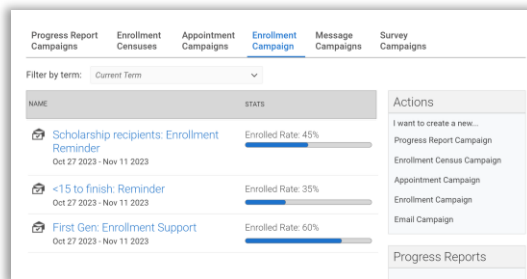 Progress Report Campaigns
Enrollment Censuses
Appointment Campaigns
Enrollment Campaign
Message Campaigns
Survey Campaigns
Filter by term: Current Term
NAME STATS
Scholarship recipients: Enrollment Reminder
Oct 27 2023 - Nov 11 2023
Enrolled Rate: 45%
<15 to finish: Reminder
Oct 27 2023 - Nov 11 2023
Enrolled Rate: 35%
First Gen: Enrollment Support
Oct 27 2023 - Nov 11 2023
Enrolled Rate: 60%
Actions
I want to create a new...
Progress Report Campaign
Enrollment Census Campaign
Appointment Campaign
Enrollment Campaign
Email Campaign
Progress Reports